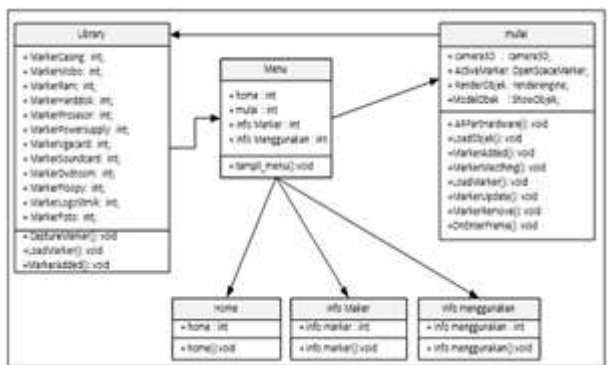 Library
+ MarkerCasing: int;
+ MarkerMobo: int;
+ MarkerRam: int;
+ MarkerHarddisk: int;
+ MarkerProsesor: int;
+ MarkerPowersupply: int;
+ MarkerVgacard: int;
+ MarkerSoundcard: int;
+ MarkerDvdroom: int;
+ MarkerFloopy: int;
+ MarkerLogoStmik: int;
+ MarkerFoto: int;
+CaptureMarker(): void
+LoadMarker(): void
+MarkerAdded(): void
Menu
+ home : int
+ mulai : int
+ info Marker : int
+ info Menggunakan : int
+tampil_menu():void
mulai
+ camera3D : camera3D;
+ ActiveMarker: OpenSpaceMarker;
+ RenderObjek : renderengine;
+ModelObek : ShowObjek;
+ ARPartHardware(): void
+LoadObjek(): void
+MarkerAdded(): void
+MarkerMacthing(): void
+LoadMarker(): void
+MarkerUpdate(): void
+MarkerRemove(): void
+OnEnterFrame(): void
Home
+ home : int
+home():void
info Maker
+ info marker : int
+ info marker():void
info menggunakan
+ info menggunakan : int
+ info menggunakan():void